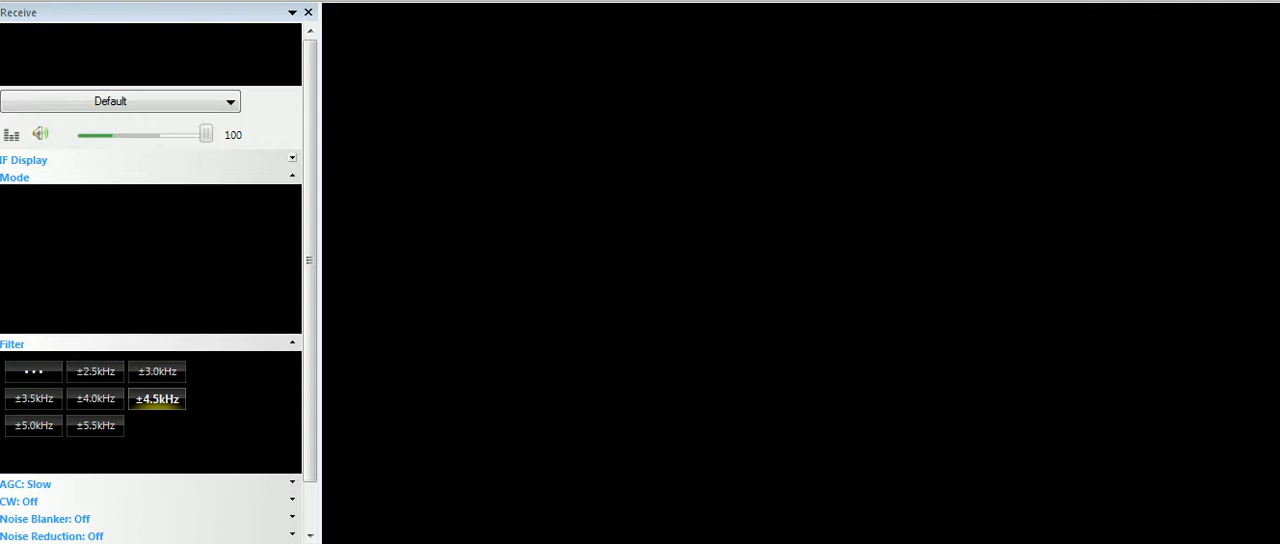 Receive
Default
100
IF Display
Mode
Filter
••• ±2.5kHz ±3.0kHz
±3.5kHz ±4.0kHz ±4.5kHz
±5.0kHz ±5.5kHz
AGC: Slow
CW: Off
Noise Blanker: Off
Noise Reduction: Off